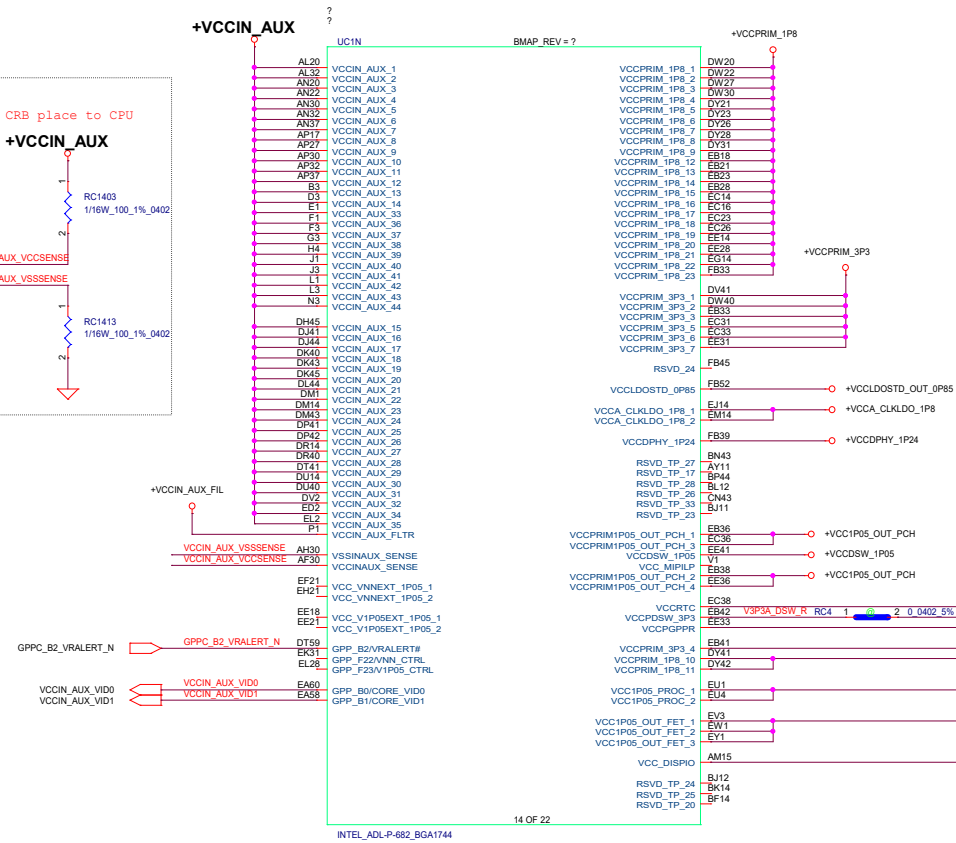 ?
?
+VCCIN_AUX
UC1N
BMAP_REV = ?
+VCCPRIM_1P8
CRB place to CPU
+VCCIN_AUX
1
RC1403
1/16W_100_1%_0402
2
AUX_VCCSENSE
AUX_VSSSENSE
1
RC1413
1/16W_100_1%_0402
2
AL20 VCCIN_AUX_1
AL32 VCCIN_AUX_2
AN20 VCCIN_AUX_3
AN22 VCCIN_AUX_4
AN30 VCCIN_AUX_5
AN32 VCCIN_AUX_6
AN37 VCCIN_AUX_7
AP17 VCCIN_AUX_8
AP27 VCCIN_AUX_9
AP30 VCCIN_AUX_10
AP32 VCCIN_AUX_11
AP37 VCCIN_AUX_12
B3 VCCIN_AUX_13
D3 VCCIN_AUX_14
E1 VCCIN_AUX_33
F1 VCCIN_AUX_36
F3 VCCIN_AUX_37
G3 VCCIN_AUX_38
H4 VCCIN_AUX_39
J1 VCCIN_AUX_40
J3 VCCIN_AUX_41
L1 VCCIN_AUX_42
L3 VCCIN_AUX_43
N3 VCCIN_AUX_44
DH45 VCCIN_AUX_15
DJ41 VCCIN_AUX_16
DJ44 VCCIN_AUX_17
DK40 VCCIN_AUX_18
DK43 VCCIN_AUX_19
DK45 VCCIN_AUX_20
DL44 VCCIN_AUX_21
DM1 VCCIN_AUX_22
DM14 VCCIN_AUX_23
DM43 VCCIN_AUX_24
DP41 VCCIN_AUX_25
DP42 VCCIN_AUX_26
DR14 VCCIN_AUX_27
DR40 VCCIN_AUX_28
DT41 VCCIN_AUX_29
DU14 VCCIN_AUX_30
DU40 VCCIN_AUX_31
DV2 VCCIN_AUX_32
ED2 VCCIN_AUX_34
EL2 VCCIN_AUX_35
+VCCIN_AUX_FIL
P1 VCCIN_AUX_FLTR
VCCIN_AUX_VSSSENSE AH30 VSSINAUX_SENSE
VCCIN_AUX_VCCSENSE AF30 VCCINAUX_SENSE
EF21 VCC_VNNEXT_1P05_1
EH21 VCC_VNNEXT_1P05_2
EE18 VCC_V1P05EXT_1P05_1
EE21 VCC_V1P05EXT_1P05_2
GPPC_B2_VRALERT_N GPPC_B2_VRALERT_N DT59 GPP_B2/VRALERT#
EK31 GPP_F22/VNN_CTRL
EL28 GPP_F23/V1P05_CTRL
VCCIN_AUX_VID0 VCCIN_AUX_VID0 EA60 GPP_B0/CORE_VID0
VCCIN_AUX_VID1 VCCIN_AUX_VID1 EA58 GPP_B1/CORE_VID1
VCCPRIM_1P8_1 DW20
VCCPRIM_1P8_2 DW22
VCCPRIM_1P8_3 DW27
VCCPRIM_1P8_4 DW30
VCCPRIM_1P8_5 DY21
VCCPRIM_1P8_6 DY23
VCCPRIM_1P8_7 DY26
VCCPRIM_1P8_8 DY28
VCCPRIM_1P8_9 DY31
VCCPRIM_1P8_12 EB18
VCCPRIM_1P8_13 EB21
VCCPRIM_1P8_14 EB23
VCCPRIM_1P8_15 EB28
VCCPRIM_1P8_16 EC14
VCCPRIM_1P8_17 EC16
VCCPRIM_1P8_18 EC23
VCCPRIM_1P8_19 EC26
VCCPRIM_1P8_20 EE14
VCCPRIM_1P8_21 EE28
VCCPRIM_1P8_22 EG14
VCCPRIM_1P8_23 FB33
+VCCPRIM_3P3
VCCPRIM_3P3_1 DV41
VCCPRIM_3P3_2 DW40
VCCPRIM_3P3_3 EB33
VCCPRIM_3P3_5 EC31
VCCPRIM_3P3_6 EC33
VCCPRIM_3P3_7 EE31
RSVD_24 FB45
VCCLDOSTD_0P85 FB52 +VCCLDOSTD_OUT_0P85
VCCA_CLKLDO_1P8_1 EJ14 +VCCA_CLKLDO_1P8
VCCA_CLKLDO_1P8_2 EM14
VCCDPHY_1P24 FB39 +VCCDPHY_1P24
RSVD_TP_27 BN43
RSVD_TP_17 AY11
RSVD_TP_28 BP44
RSVD_TP_26 BL12
RSVD_TP_33 CN43
RSVD_TP_23 BJ11
VCCPRIM1P05_OUT_PCH_1 EB36 +VCC1P05_OUT_PCH
VCCPRIM1P05_OUT_PCH_3 EC36
VCCDSW_1P05 EE41 +VCCDSW_1P05
VCC_MIPILP V1
VCCPRIM1P05_OUT_PCH_2 EB38 +VCC1P05_OUT_PCH
VCCPRIM1P05_OUT_PCH_4 EE36
VCCRTC EC38
VCCPDSW_3P3 EB42 V3P3A_DSW_R RC4 1 @ 2 0_0402_5%
VCCPGPPR EE33
VCCPRIM_3P3_4 EB41
VCCPRIM_1P8_10 DY41
VCCPRIM_1P8_11 DY42
VCC1P05_PROC_1 EU1
VCC1P05_PROC_2 EU4
VCC1P05_OUT_FET_1 EV3
VCC1P05_OUT_FET_2 EW1
VCC1P05_OUT_FET_3 EY1
VCC_DISPIO AM15
RSVD_TP_24 BJ12
RSVD_TP_25 BK14
RSVD_TP_20 BF14
14 OF 22
INTEL_ADL-P-682_BGA1744